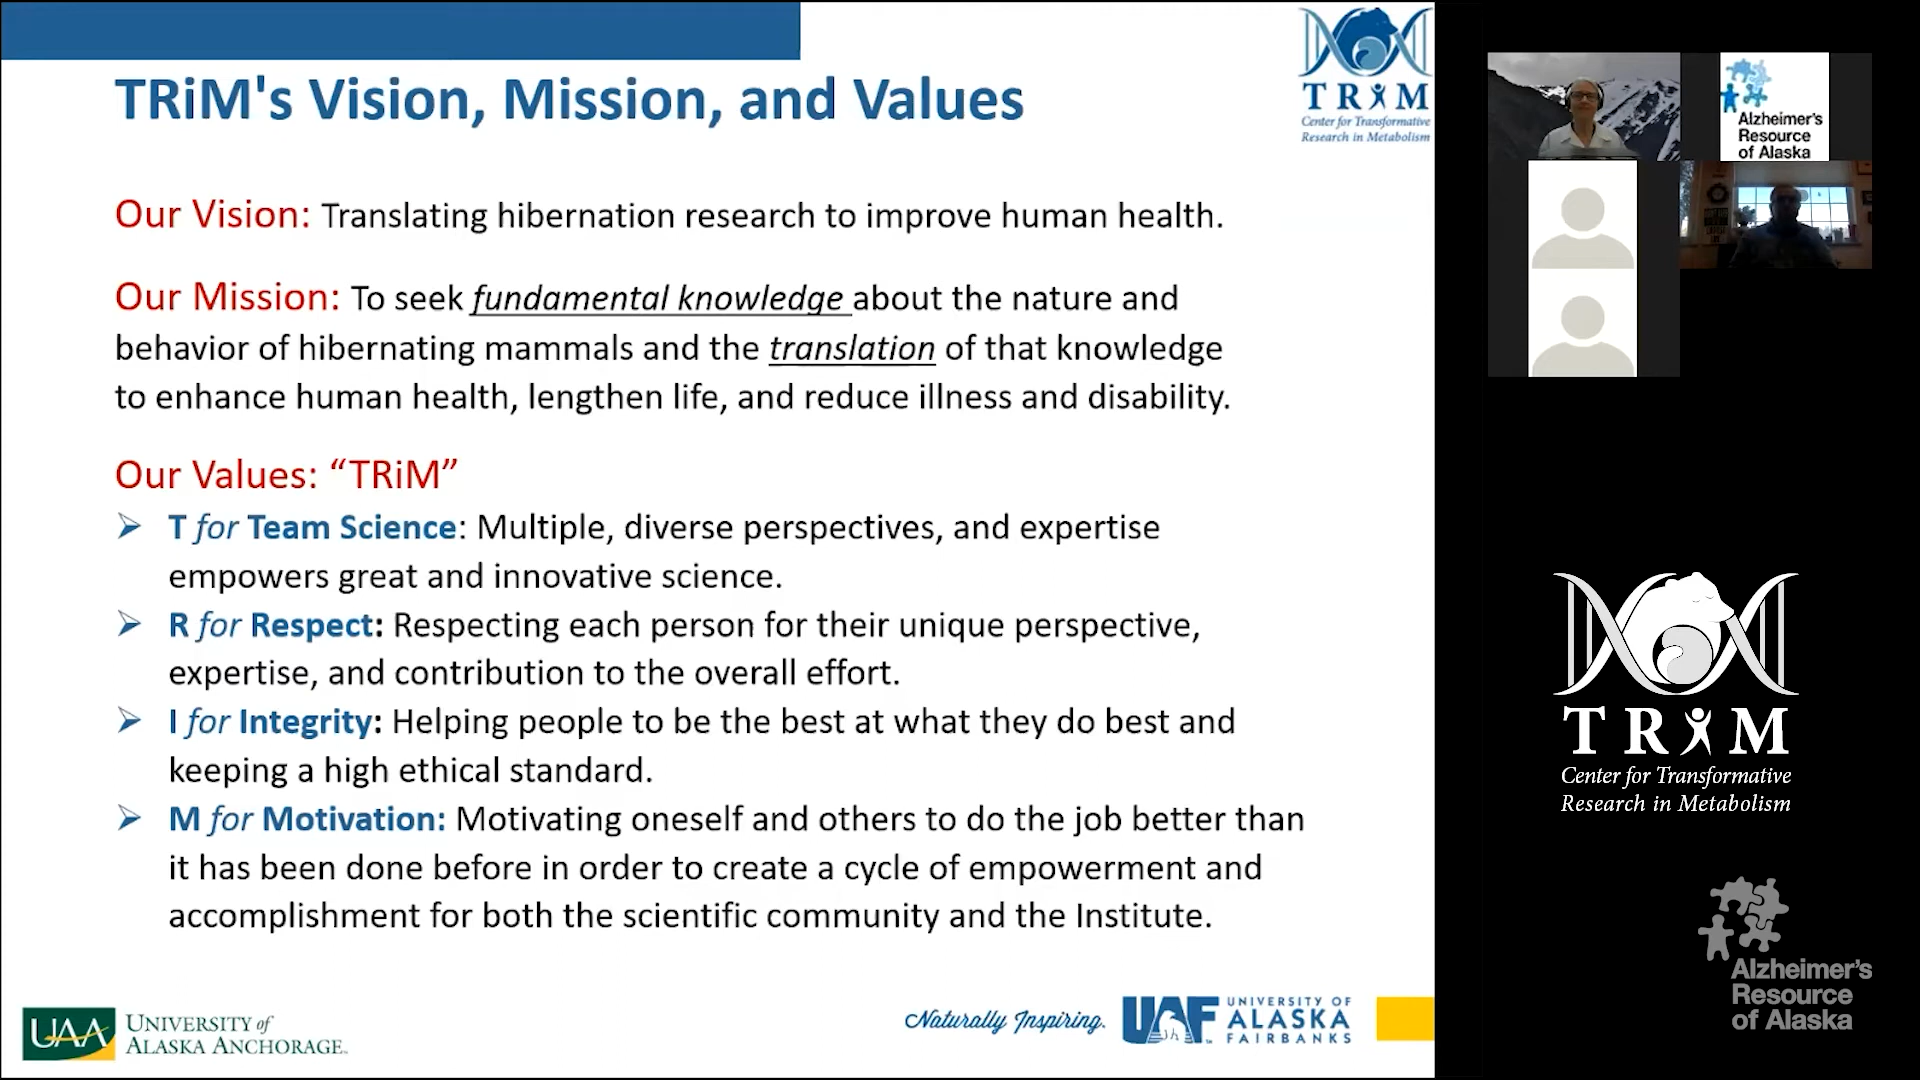 TRiM's Vision, Mission, and Values
TRiM
Center for Transformative
Research in Metabolism
Our Vision: Translating hibernation research to improve human health.
Our Mission: To seek fundamental knowledge about the nature and
behavior of hibernating mammals and the translation of that knowledge
to enhance human health, lengthen life, and reduce illness and disability.
Our Values: “TRiM”
T for Team Science: Multiple, diverse perspectives, and expertise
empowers great and innovative science.
R for Respect: Respecting each person for their unique perspective,
expertise, and contribution to the overall effort.
I for Integrity: Helping people to be the best at what they do best and
keeping a high ethical standard.
M for Motivation: Motivating oneself and others to do the job better than
it has been done before in order to create a cycle of empowerment and
accomplishment for both the scientific community and the Institute.
UAA
UNIVERSITY of
ALASKA ANCHORAGE
Naturally Inspiring.
UAF
UNIVERSITY OF
ALASKA
FAIRBANKS
Alzheimer's
Resource
of Alaska
TRiM
Center for Transformative
Research in Metabolism
Alzheimer's
Resource
of Alaska